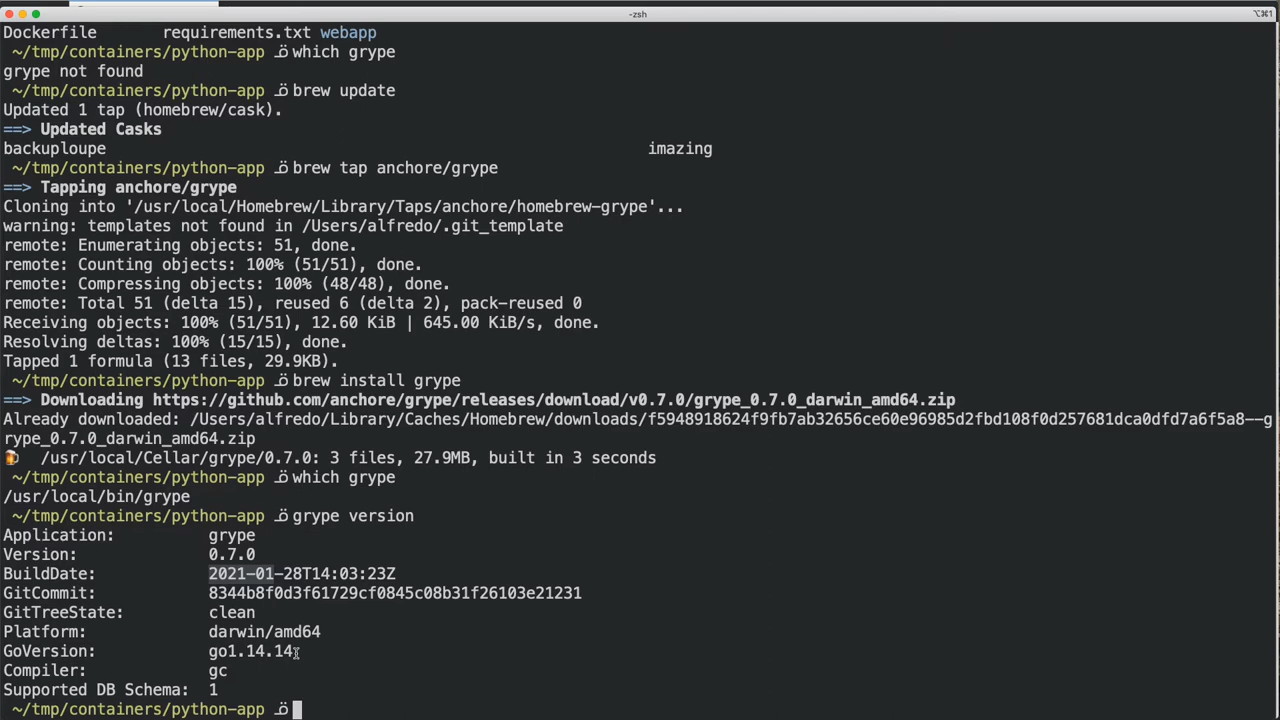 -zsh
⌥⌘1
Dockerfile requirements.txt webapp
~/tmp/containers/python-app which grype
grype not found
~/tmp/containers/python-app brew update
Updated 1 tap (homebrew/cask).
==> Updated Casks
backuploupe imazing
~/tmp/containers/python-app brew tap anchore/grype
==> Tapping anchore/grype
Cloning into '/usr/local/Homebrew/Library/Taps/anchore/homebrew-grype'...
warning: templates not found in /Users/alfredo/.git_template
remote: Enumerating objects: 51, done.
remote: Counting objects: 100% (51/51), done.
remote: Compressing objects: 100% (48/48), done.
remote: Total 51 (delta 15), reused 6 (delta 2), pack-reused 0
Receiving objects: 100% (51/51), 12.60 KiB | 645.00 KiB/s, done.
Resolving deltas: 100% (15/15), done.
Tapped 1 formula (13 files, 29.9KB).
~/tmp/containers/python-app brew install grype
==> Downloading https://github.com/anchore/grype/releases/download/v0.7.0/grype_0.7.0_darwin_amd64.zip
Already downloaded: /Users/alfredo/Library/Caches/Homebrew/downloads/f5948918624f9fb7ab32656ce60e96985d2fbd108f0d257681dca0dfd7a6f5a8--g
rype_0.7.0_darwin_amd64.zip
🍺 /usr/local/Cellar/grype/0.7.0: 3 files, 27.9MB, built in 3 seconds
~/tmp/containers/python-app which grype
/usr/local/bin/grype
~/tmp/containers/python-app grype version
Application: grype
Version: 0.7.0
BuildDate: 2021-01-28T14:03:23Z
GitCommit: 8344b8f0d3f61729cf0845c08b31f26103e21231
GitTreeState: clean
Platform: darwin/amd64
GoVersion: go1.14.14
Compiler: gc
Supported DB Schema: 1
~/tmp/containers/python-app